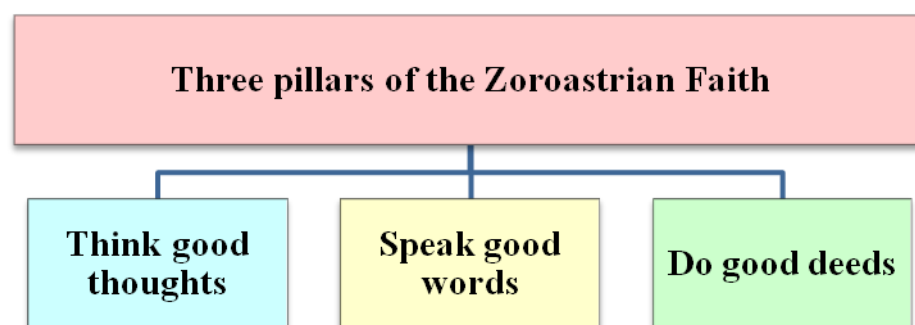 Three pillars of the Zoroastrian Faith
Think good
thoughts
Speak good
words
Do good deeds